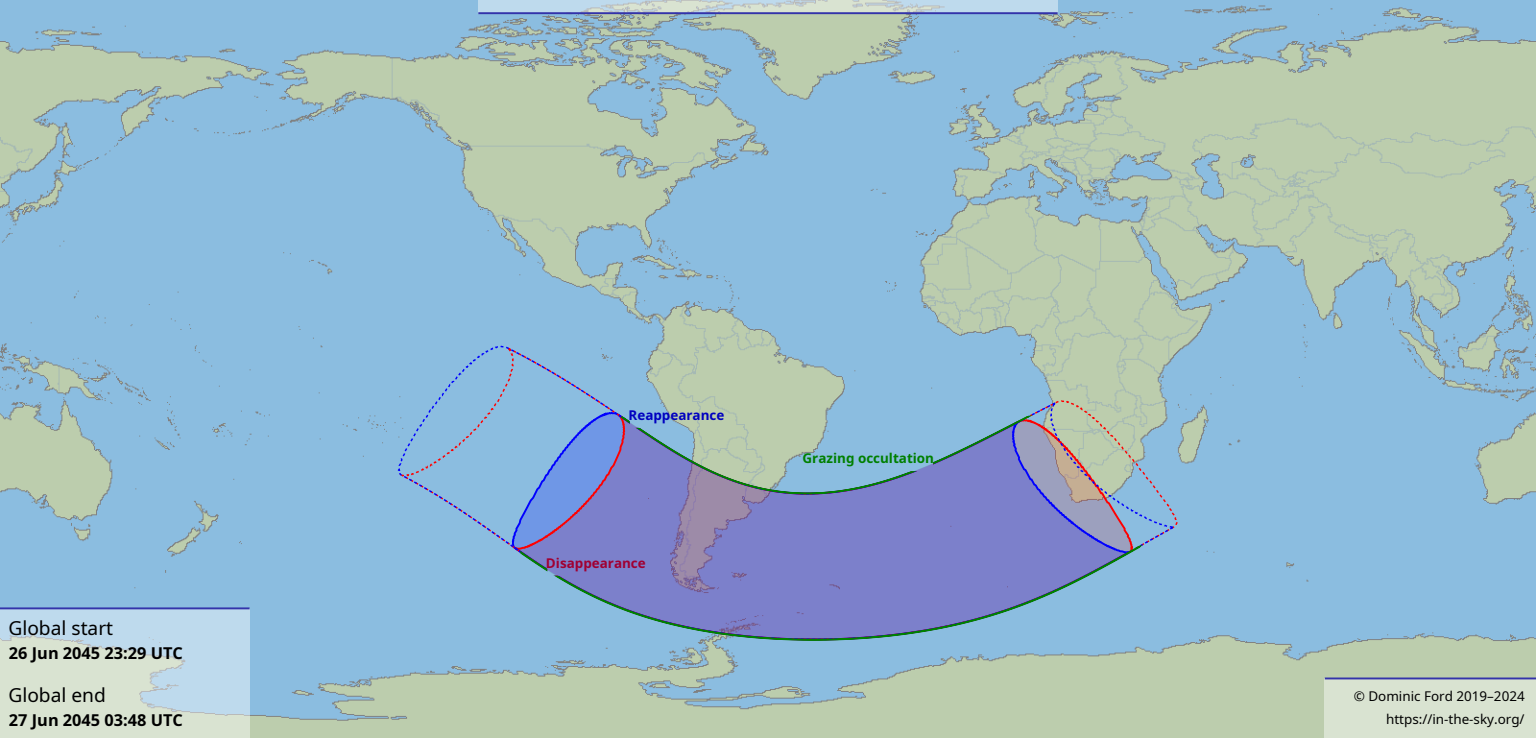 Reappearance
Grazing occultation
Disappearance
Global start
26 Jun 2045 23:29 UTC
Global end
27 Jun 2045 03:48 UTC
© Dominic Ford 2019–2024
https://in-the-sky.org/